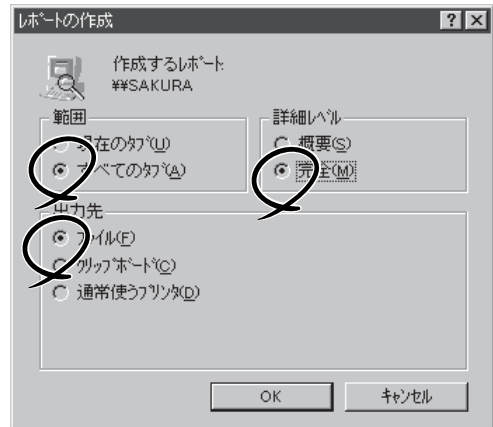 レポートの作成
作成するレポート:
¥¥SAKURA
範囲
現在のタブ(U)
すべてのタブ(A)
詳細レベル
概要(S)
完全(M)
出力先
ファイル(F)
クリップボード(C)
通常使うプリンタ(D)
OK
キャンセル